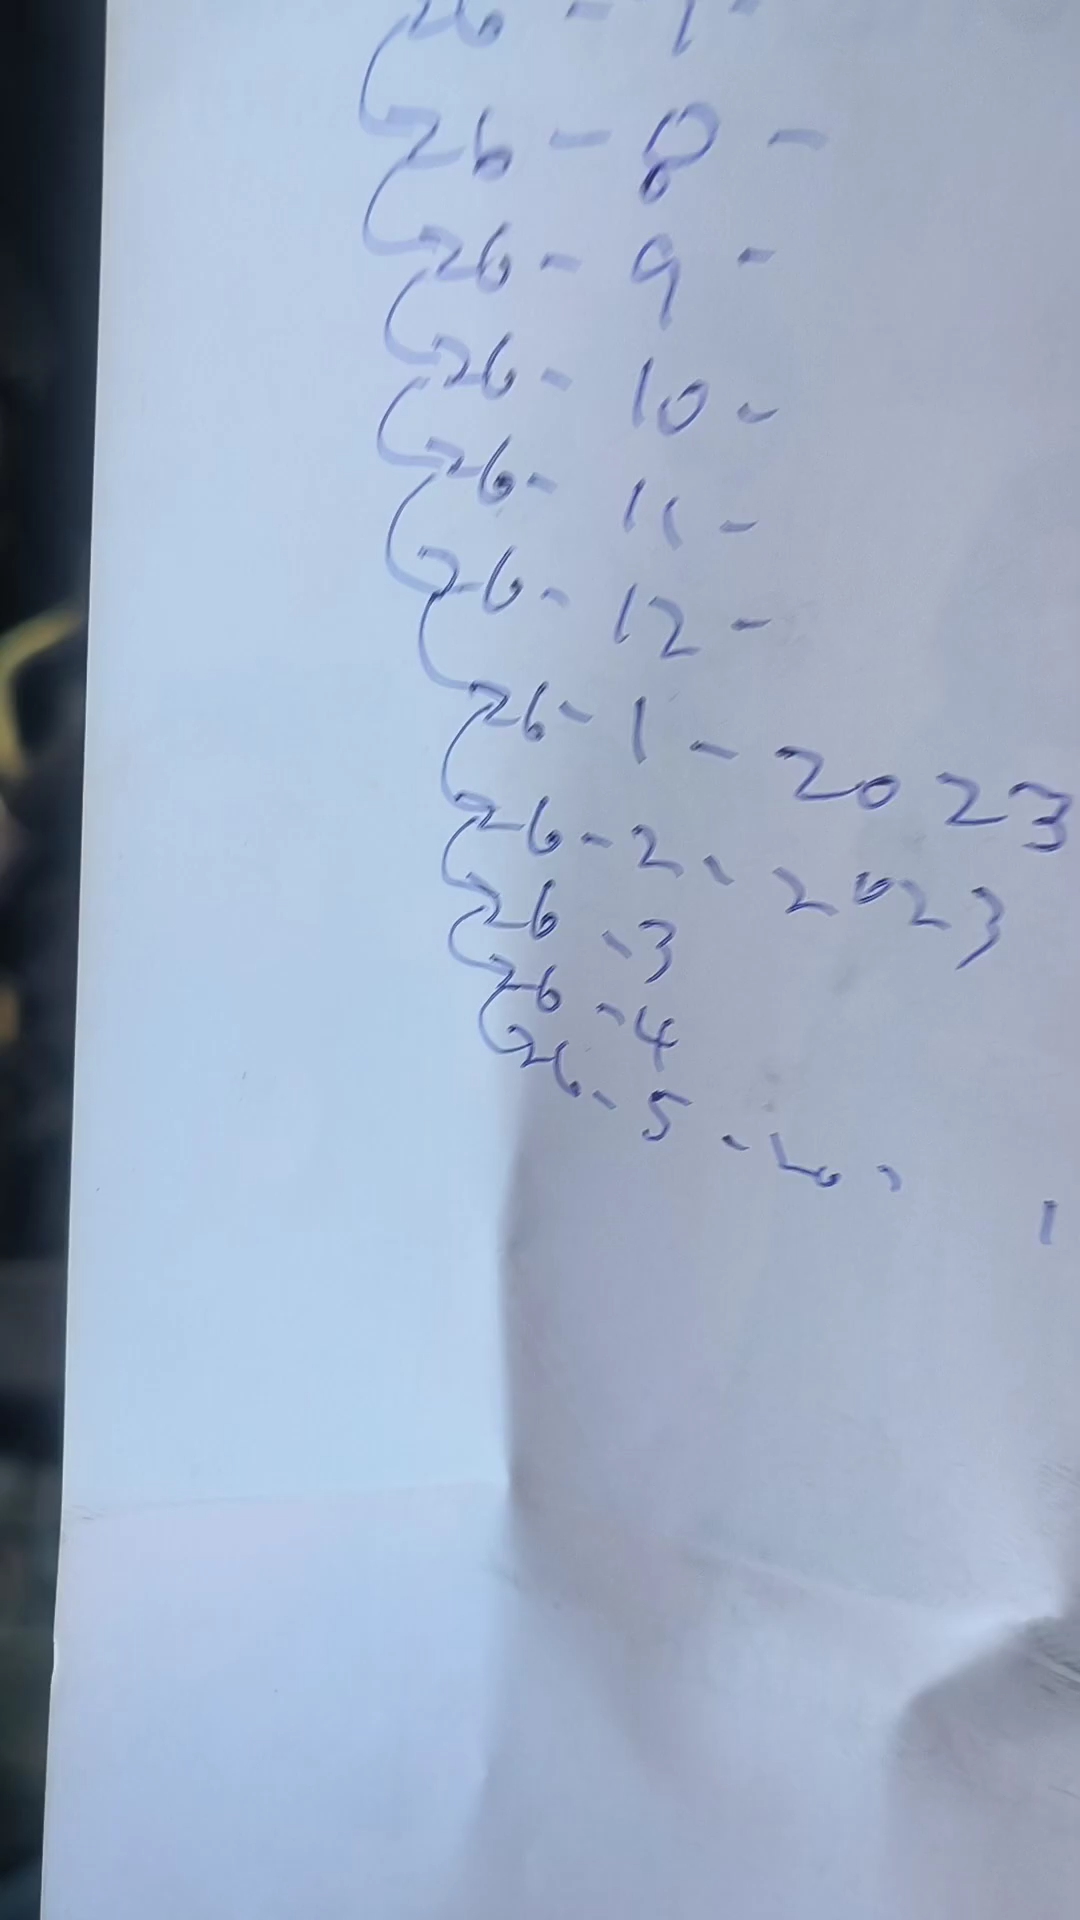 26 - 8 -
26 - 9 -
26 - 10 -
26 - 11 -
26 - 12 -
26 - 1 - 2023
26 - 2 - 2023
26 - 3
26 - 4
26 - 5 -